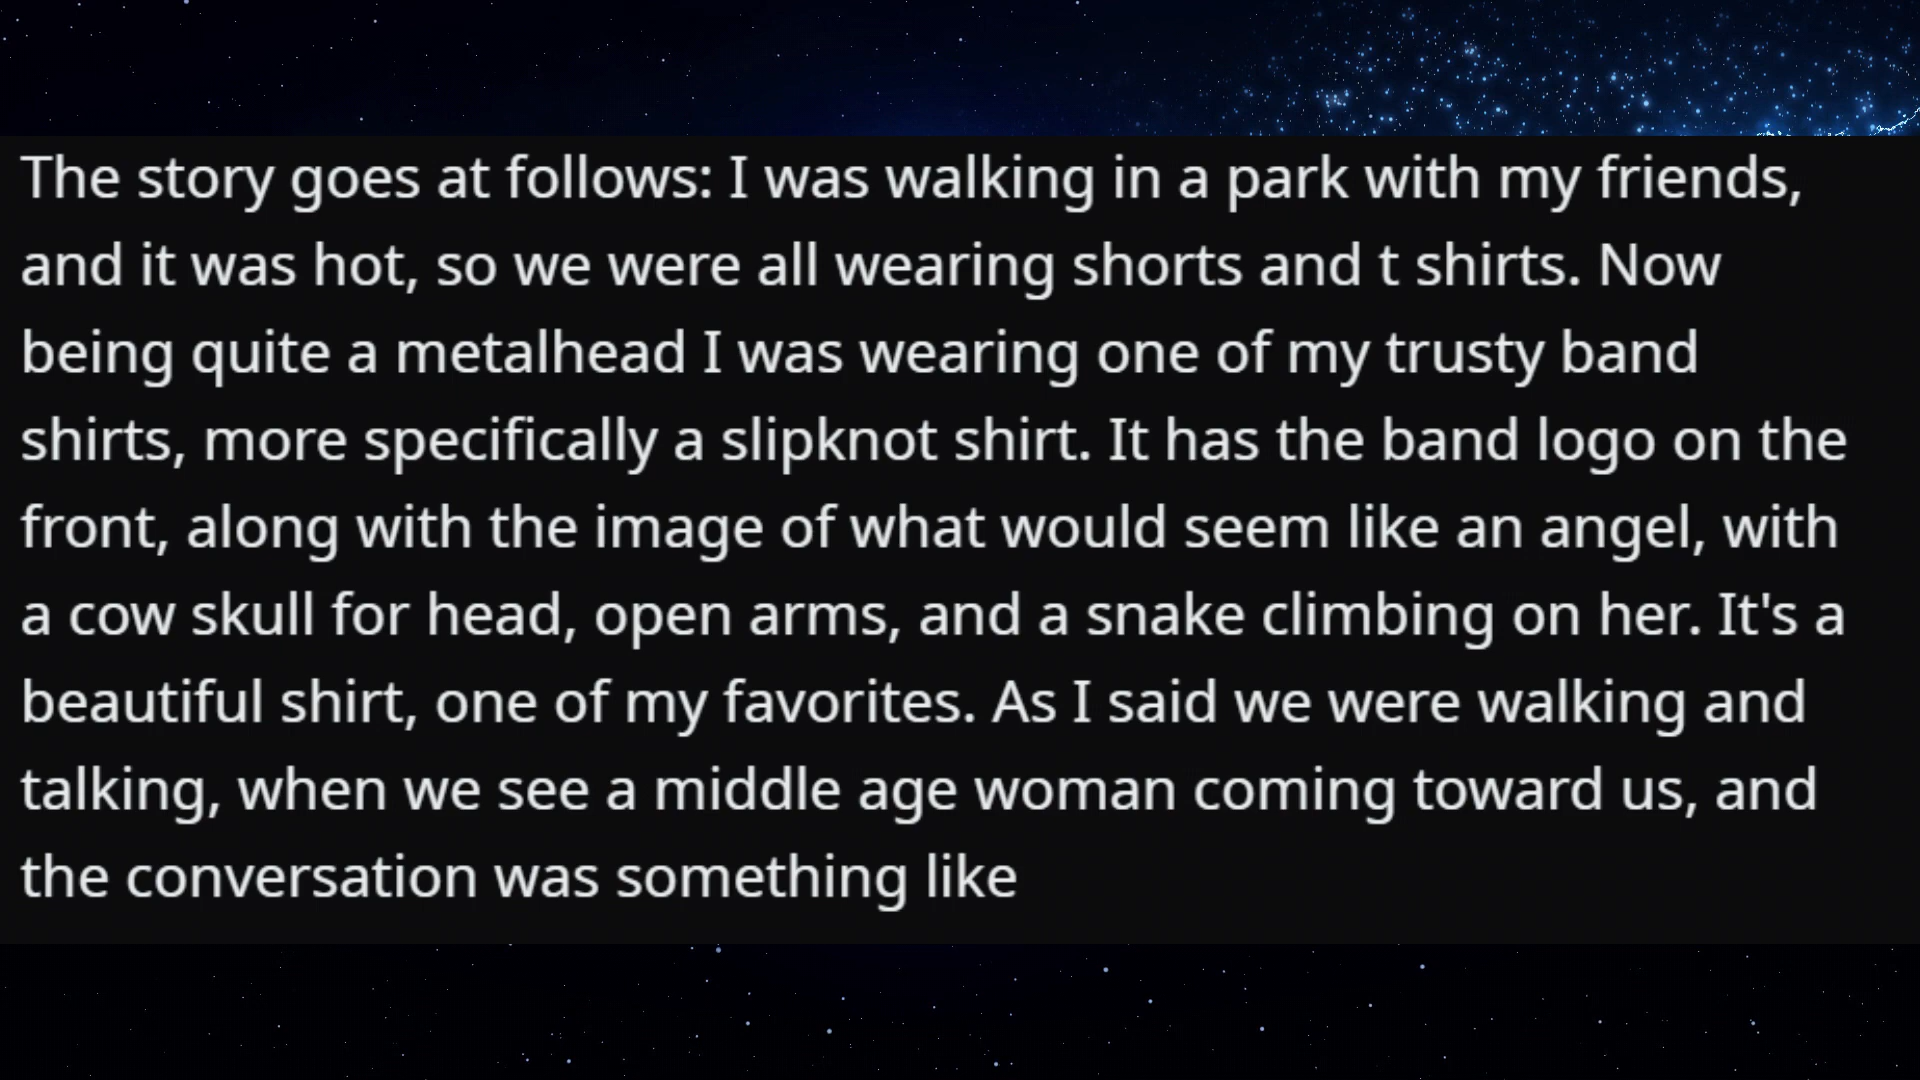 The story goes at follows: I was walking in a park with my friends,
and it was hot, so we were all wearing shorts and t shirts. Now
being quite a metalhead I was wearing one of my trusty band
shirts, more specifically a slipknot shirt. It has the band logo on the
front, along with the image of what would seem like an angel, with
a cow skull for head, open arms, and a snake climbing on her. It's a
beautiful shirt, one of my favorites. As I said we were walking and
talking, when we see a middle age woman coming toward us, and
the conversation was something like